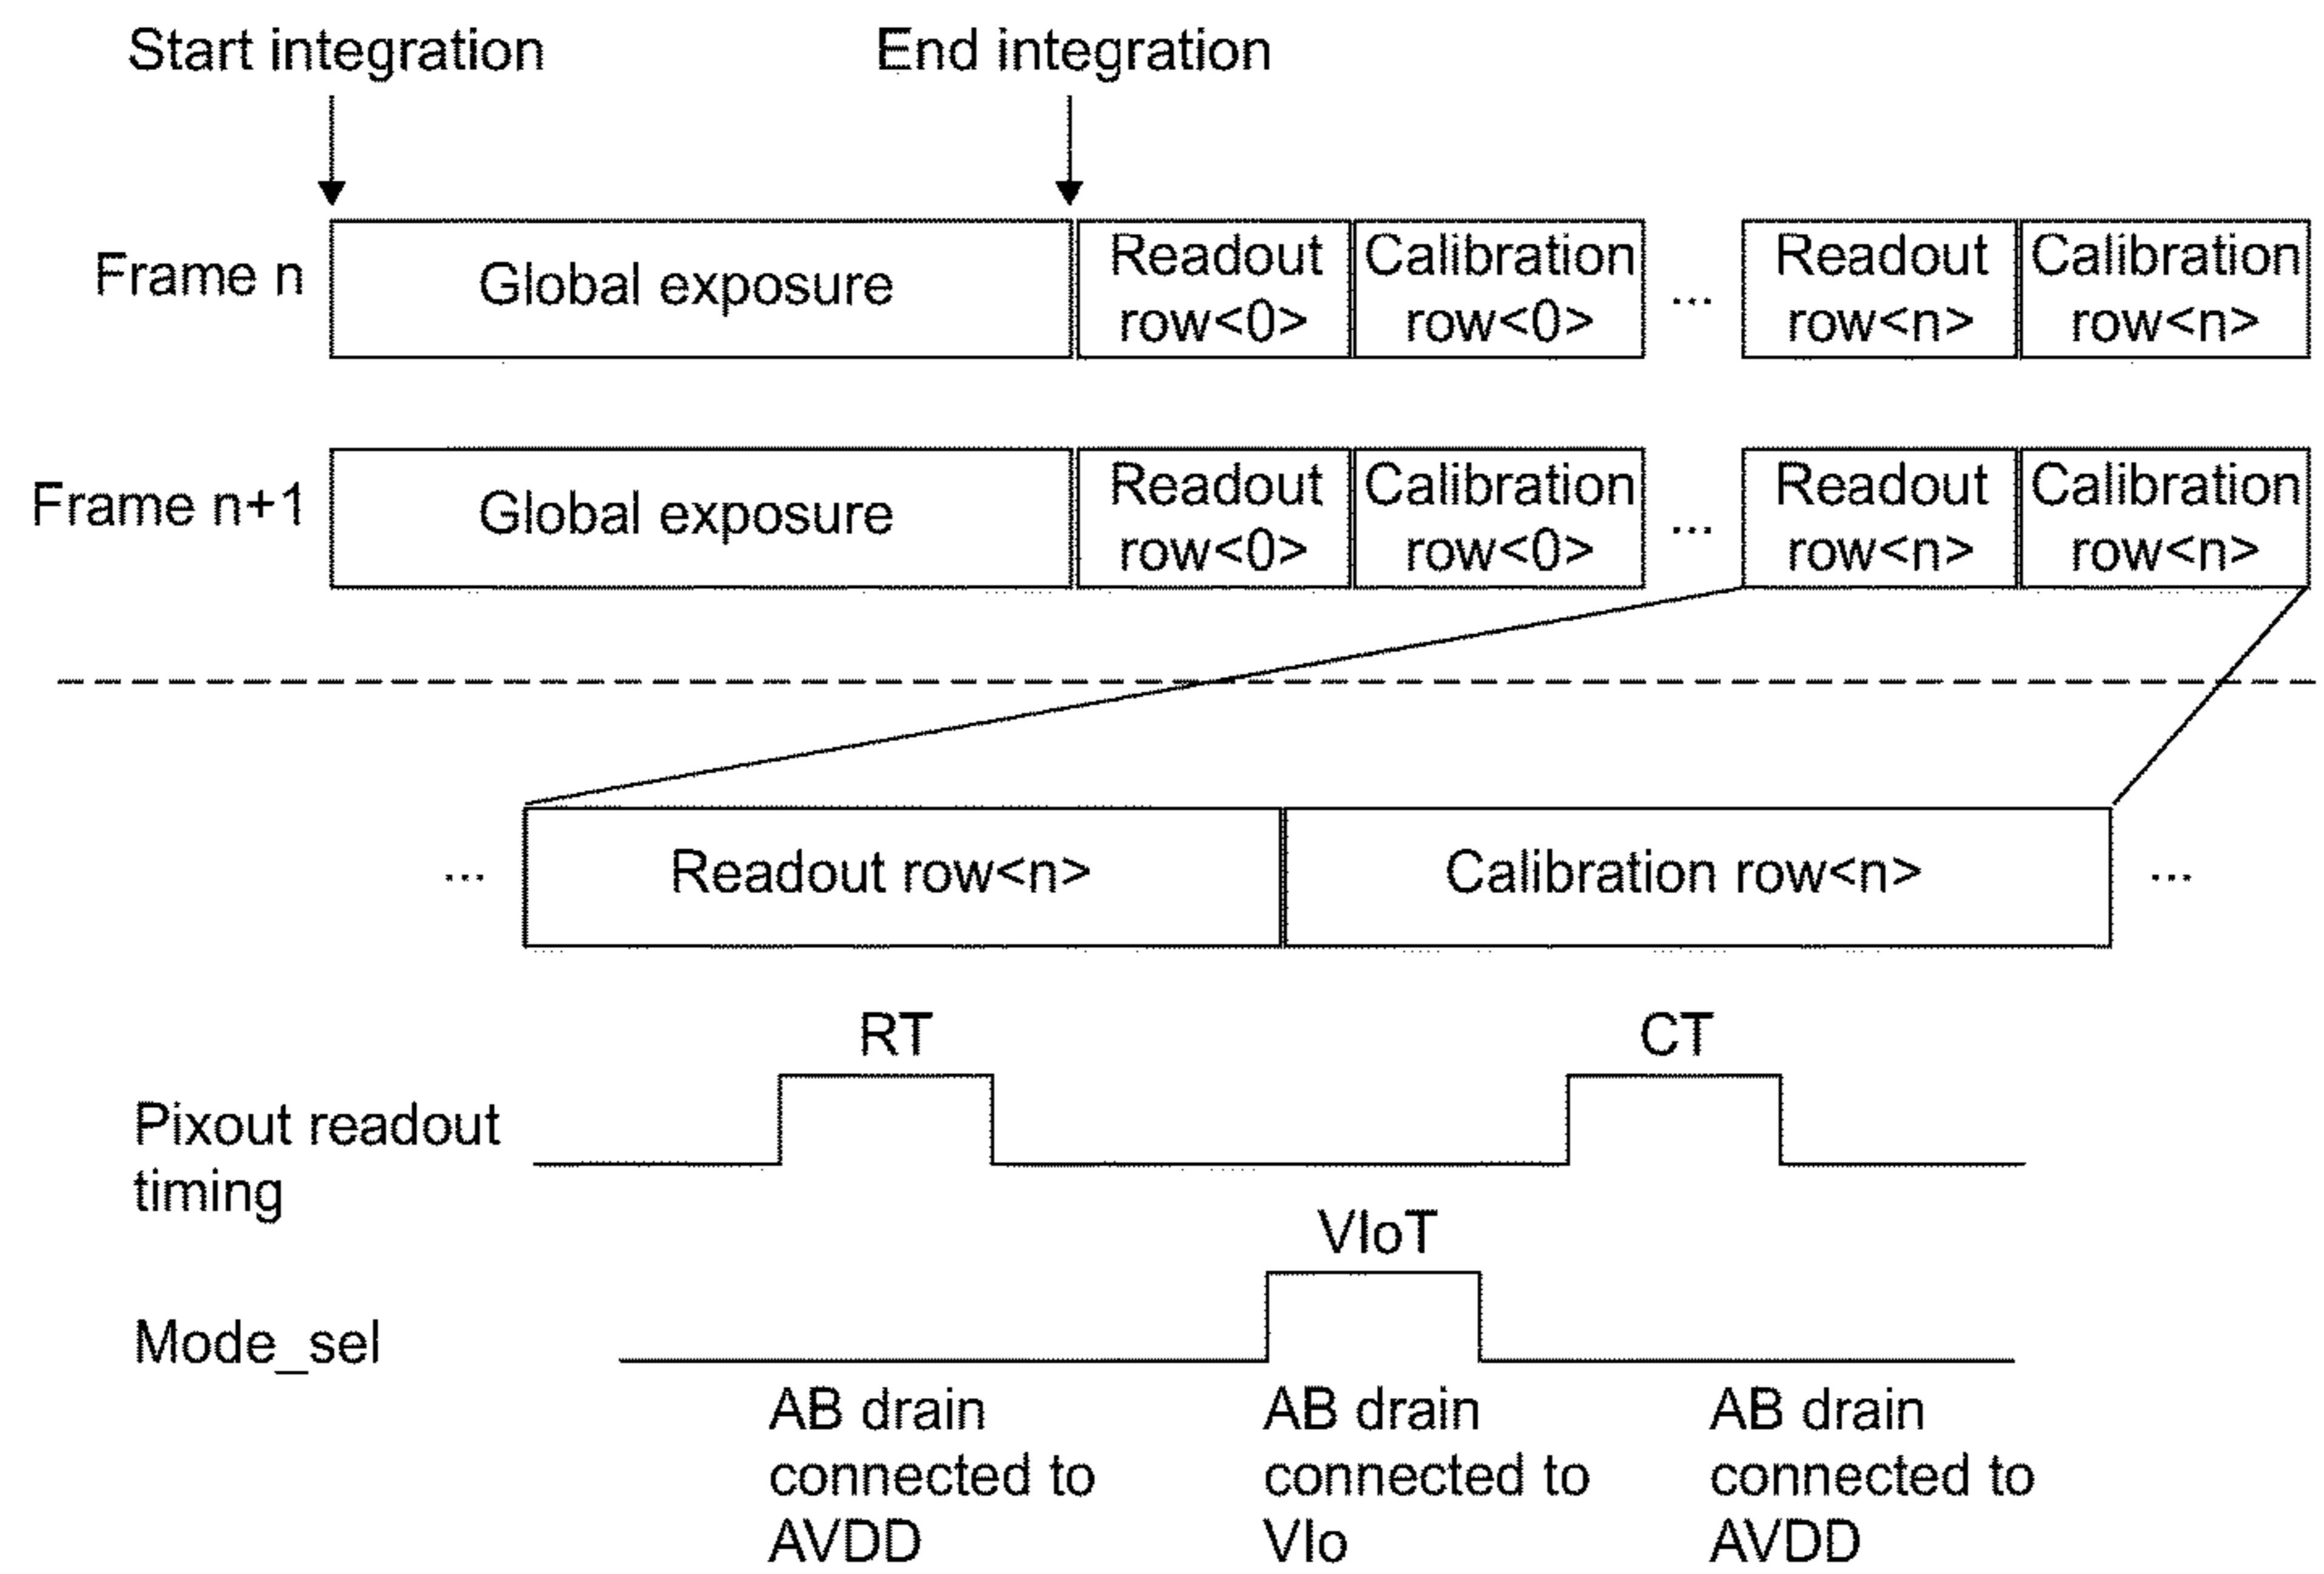 Start integration
End integration
Frame n
Global exposure
Readout
row<0>
Calibration
row<0>
...
Readout
row<n>
Calibration
row<n>
Frame n+1
Global exposure
Readout
row<0>
Calibration
row<0>
...
Readout
row<n>
Calibration
row<n>
...
Readout row<n>
Calibration row<n>
...
RT
CT
Pixout readout
timing
VIoT
Mode_sel
AB drain
connected to
AVDD
AB drain
connected to
VIo
AB drain
connected to
AVDD